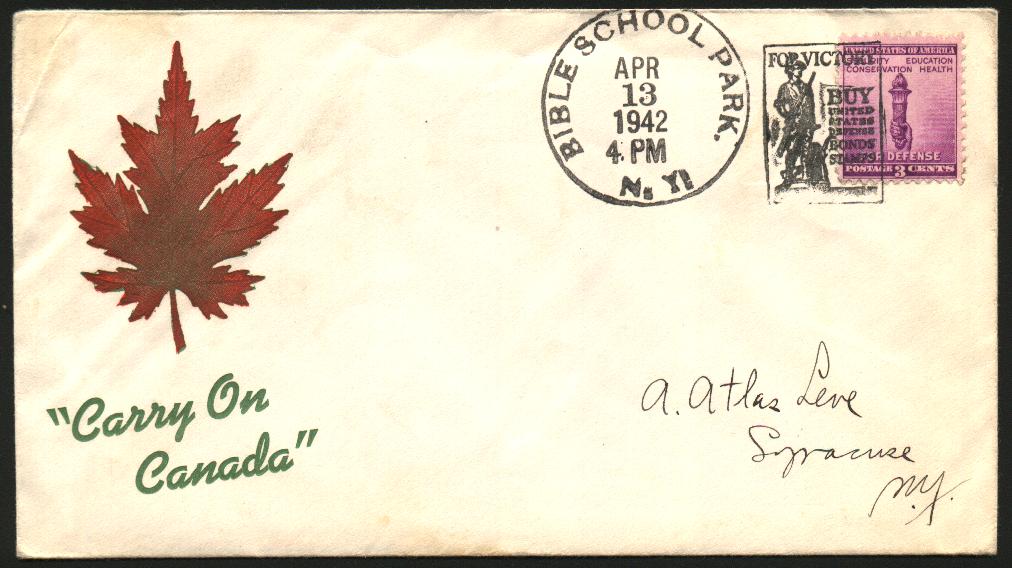 BIBLE SCHOOL PARK.
APR
13
1942
4 PM
N. Y.
FOR VICTORY
BUY
UNITED
STATES
DEFENSE
BONDS
STAMPS
UNITED STATES OF AMERICA
SECURITY EDUCATION
CONSERVATION HEALTH
FOR DEFENSE
POSTAGE 3 CENTS
"Carry On
Canada"
A. Atlas Leve
Syracuse
N.Y.